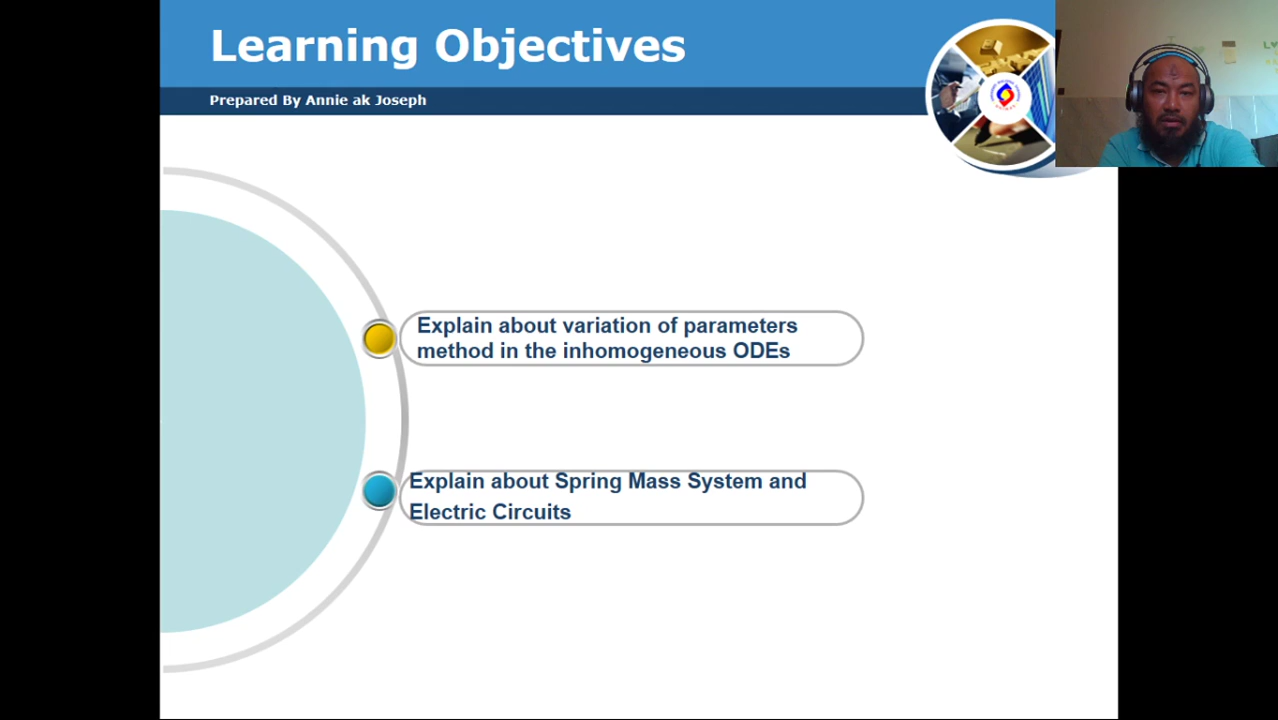 Learning Objectives
Prepared By Annie ak Joseph
Explain about variation of parameters
method in the inhomogeneous ODEs
Explain about Spring Mass System and
Electric Circuits